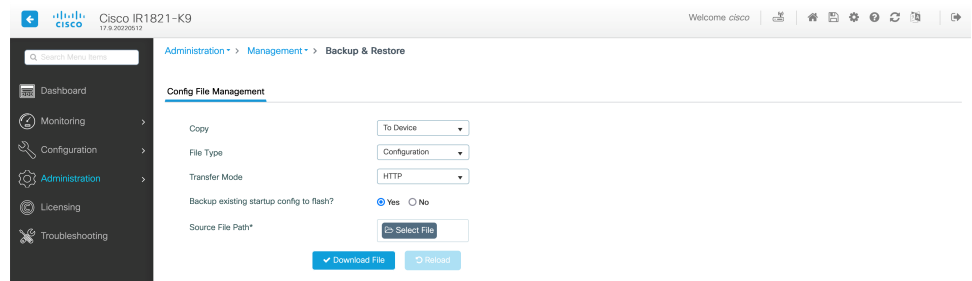 CISCO
Cisco IR1821-K9
17.9.20220512
Welcome cisco
Search Menu Items
Administration > Management > Backup & Restore
Dashboard
Monitoring
Configuration
Administration
Licensing
Troubleshooting
Config File Management
Copy To Device
File Type Configuration
Transfer Mode HTTP
Backup existing startup config to flash? Yes No
Source File Path* Select File
Download File Reload